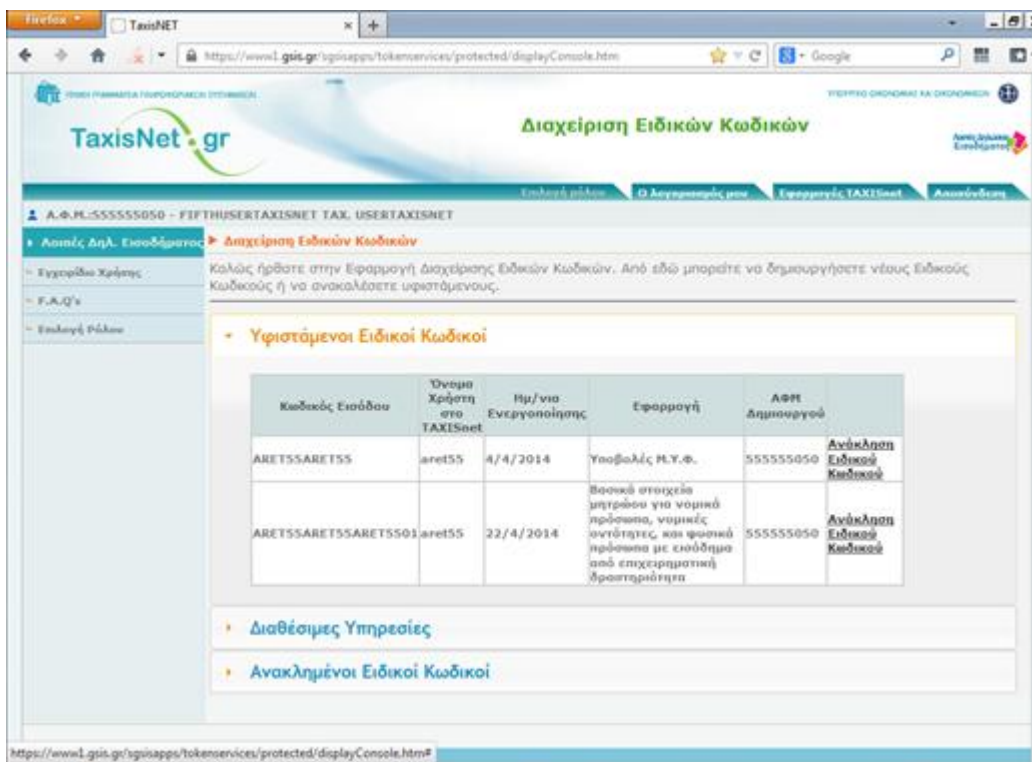 Firefox
TaxisNET
https://www1.gsis.gr/sgsisapps/tokenservices/protected/displayConsole.htm
Google
TaxisNet.gr
Διαχείριση Ειδικών Κωδικών
Επιλογή ρόλου
Ο λογαριασμός μου
Εφαρμογές TAXISnet
Αποσύνδεση
Α.Φ.Μ.:555555050 - FIFTHUSERTAXISNET TAX. USERTAXISNET
Λοιπές Δηλ. Εισοδήματος
Εγχειρίδιο Χρήσης
F.A.Q's
Επιλογή Ρόλου
Διαχείριση Ειδικών Κωδικών
Καλώς ήρθατε στην Εφαρμογή Διαχείρισης Ειδικών Κωδικών. Από εδώ μπορείτε να δημιουργήσετε νέους Ειδικούς
Κωδικούς ή να ανακαλέσετε υφιστάμενους.
Υφιστάμενοι Ειδικοί Κωδικοί
Κωδικός Εισόδου
Όνομα
Χρήστη
στο
TAXISnet
Ημ/νια
Ενεργοποίησης
Εφαρμογή
ΑΦΜ
Δημιουργού
ARET55ARET55
aret55
4/4/2014
Υποβολές Μ.Υ.Φ.
555555050
Ανάκληση
Ειδικού
Κωδικού
ARET55ARET55ARET5501
aret55
22/4/2014
Βασικά στοιχεία
μητρώου για νομικά
πρόσωπα, νομικές
οντότητες, και φυσικά
πρόσωπα με εισόδημα
από επιχειρηματική
δραστηριότητα
555555050
Ανάκληση
Ειδικού
Κωδικού
Διαθέσιμες Υπηρεσίες
Ανακλημένοι Ειδικοί Κωδικοί
https://www1.gsis.gr/sgsisapps/tokenservices/protected/displayConsole.htm#